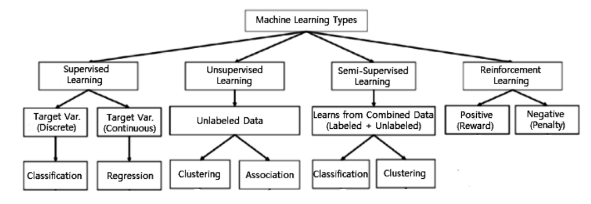 Machine Learning Types
Supervised
Learning
Unsupervised
Learning
Semi-Supervised
Learning
Reinforcement
Learning
Target Var.
(Discrete)
Target Var.
(Continuous)
Unlabeled Data
Learns from Combined Data
(Labeled + Unlabeled)
Positive
(Reward)
Negative
(Penalty)
Classification
Regression
Clustering
Association
Classification
Clustering